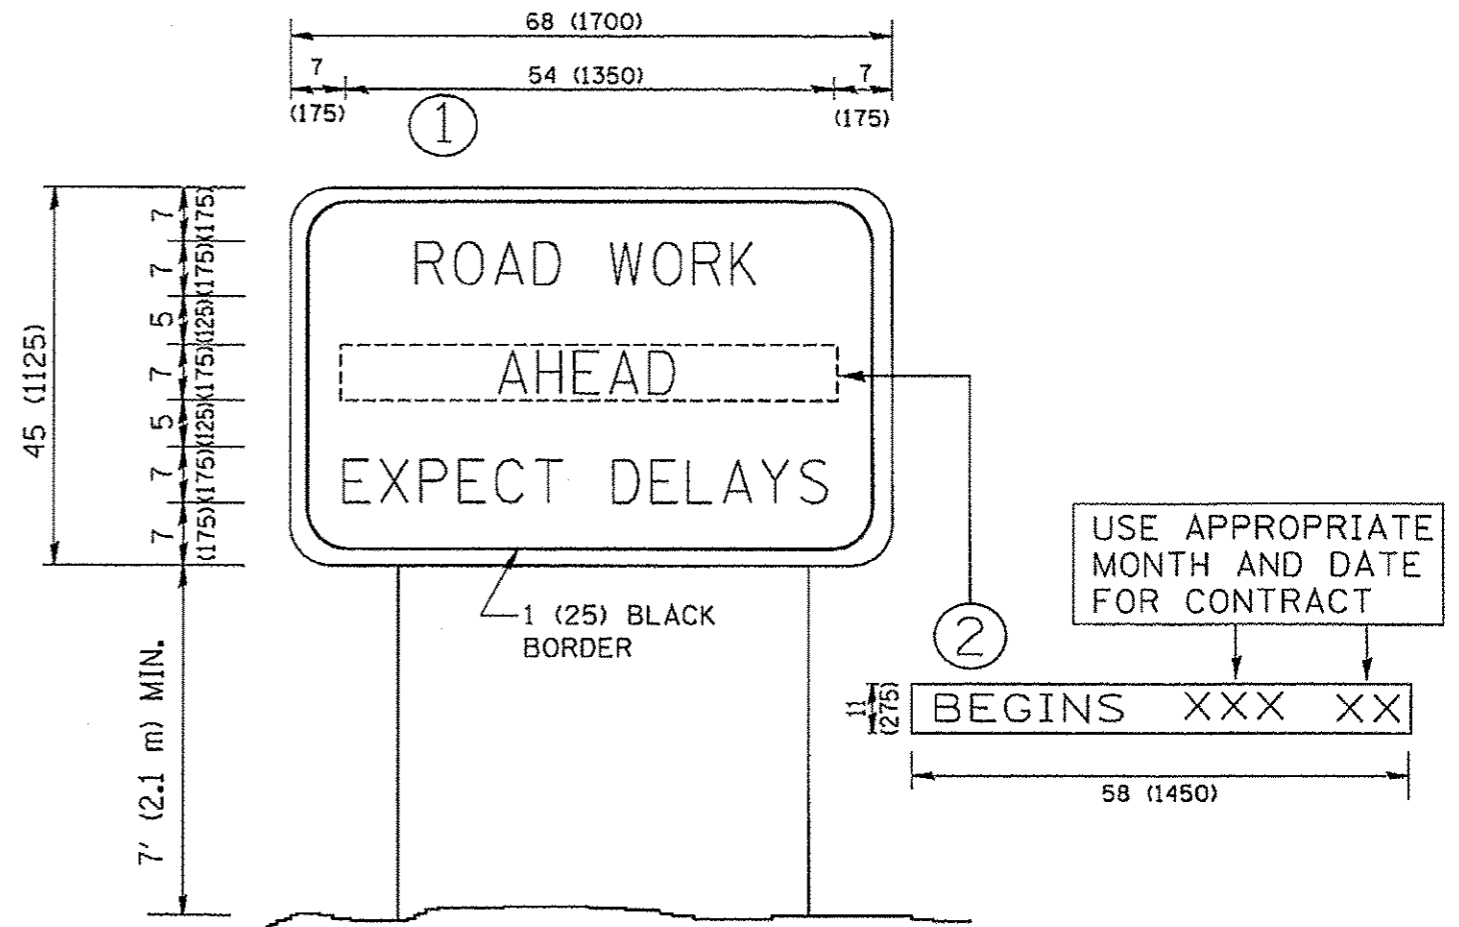 68 (1700)
7 54 (1350) 7
(175) (175)
1
45 (1125)
7 (175)
7 (175)
5 (125)
7 (175)
5 (125)
7 (175)
7 (175)
ROAD WORK
AHEAD
EXPECT DELAYS
1 (25) BLACK
BORDER
7' (2.1 m) MIN.
USE APPROPRIATE
MONTH AND DATE
FOR CONTRACT
2
11
(275)
BEGINS XXX XX
58 (1450)